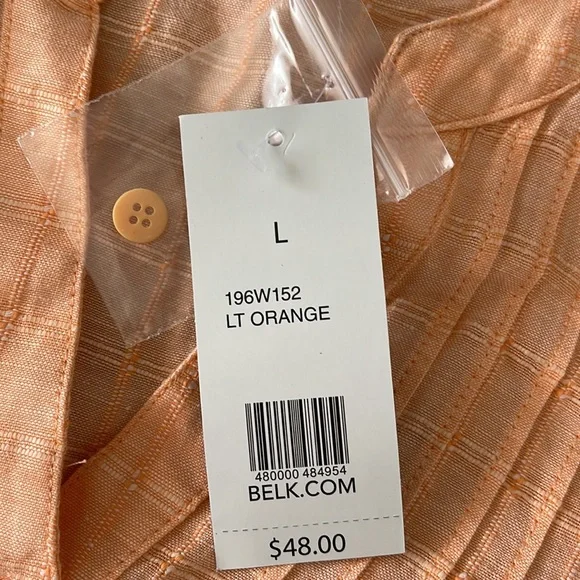 L
196W152
LT ORANGE
480000 484954
BELK.COM
$48.00